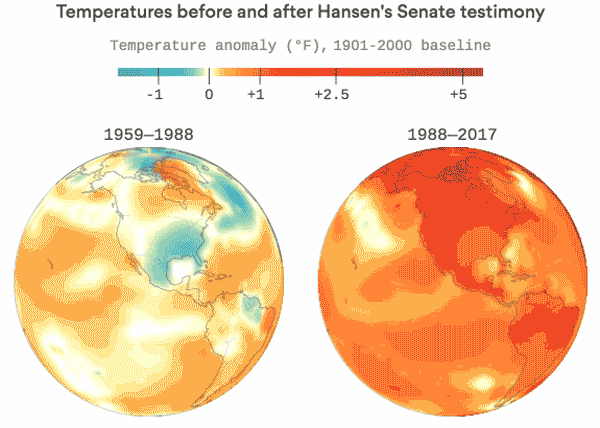 Temperatures before and after Hansen's Senate testimony
Temperature anomaly (°F), 1901-2000 baseline
-1 0 +1 +2.5 +5
1959—1988 1988—2017